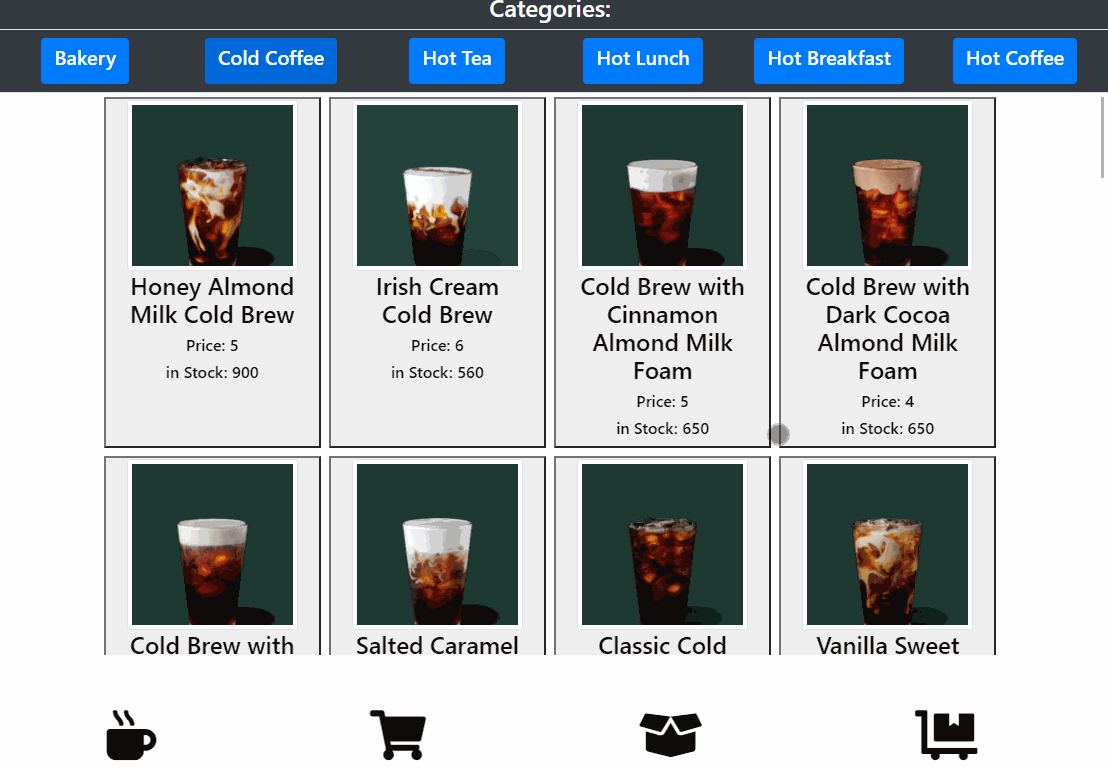 Categories:
Bakery
Cold Coffee
Hot Tea
Hot Lunch
Hot Breakfast
Hot Coffee
Honey Almond
Milk Cold Brew
Price: 5
in Stock: 900
Irish Cream
Cold Brew
Price: 6
in Stock: 560
Cold Brew with
Cinnamon
Almond Milk
Foam
Price: 5
in Stock: 650
Cold Brew with
Dark Cocoa
Almond Milk
Foam
Price: 4
in Stock: 650
Cold Brew with
Salted Caramel
Classic Cold
Vanilla Sweet